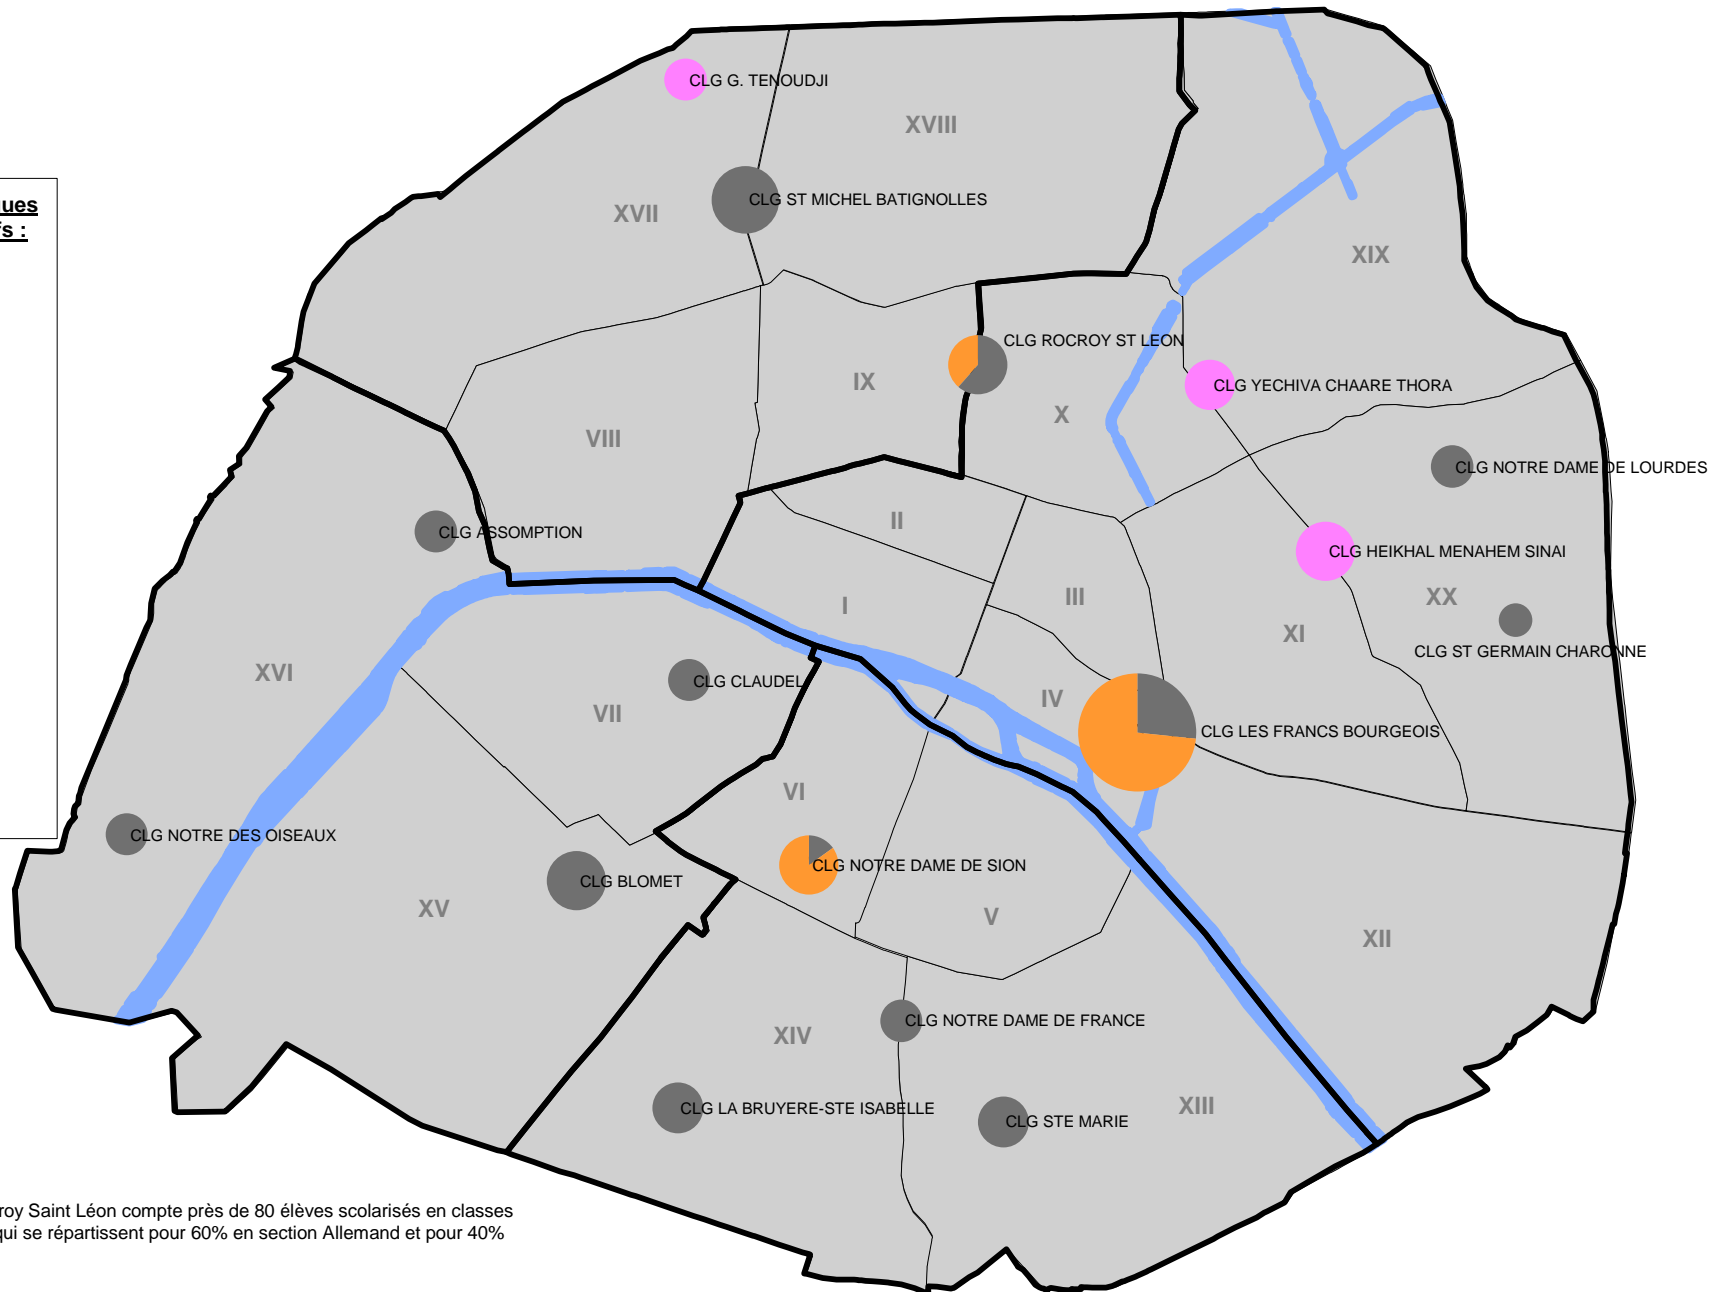 CLG G. TENOUDJI
XVIII
CLG ST MICHEL BATIGNOLLES
XVII
fs :
XIX
CLG ROCROY ST LEON
IX
CLG YECHIVA CHAARE THORA
X
VIII
CLG NOTRE DAME DE LOURDES
II
CLG ASSOMPTION
CLG HEIKHAL MENAHEM SINAI
III
XX
I
XI
CLG ST GERMAIN CHARONNE
XVI
CLG CLAUDEL
IV
VII
CLG LES FRANCS BOURGEOIS
VI
CLG NOTRE DES OISEAUX
CLG NOTRE DAME DE SION
CLG BLOMET
XV
V
XII
CLG NOTRE DAME DE FRANCE
XIV
CLG LA BRUYERE-STE ISABELLE
XIII
CLG STE MARIE
roy Saint Léon compte près de 80 élèves scolarisés en classes
qui se répartissent pour 60% en section Allemand et pour 40%